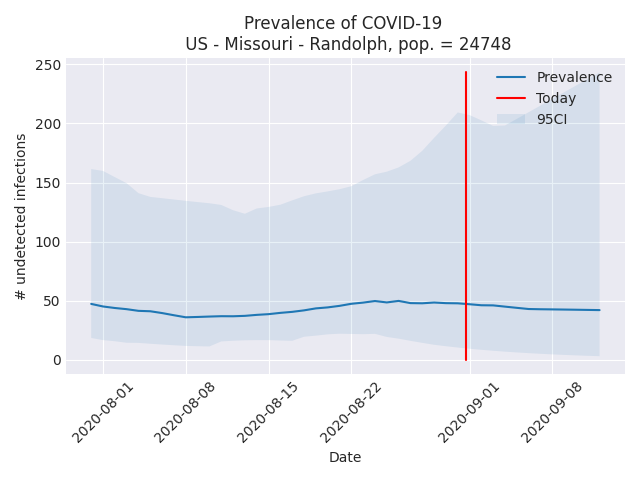 Prevalence of COVID-19
US - Missouri - Randolph, pop. = 24748
# undetected infections
250
200
150
100
50
0
Prevalence
Today
95CI
2020-08-01
2020-08-08
2020-08-15
2020-08-22
2020-09-01
2020-09-08
Date